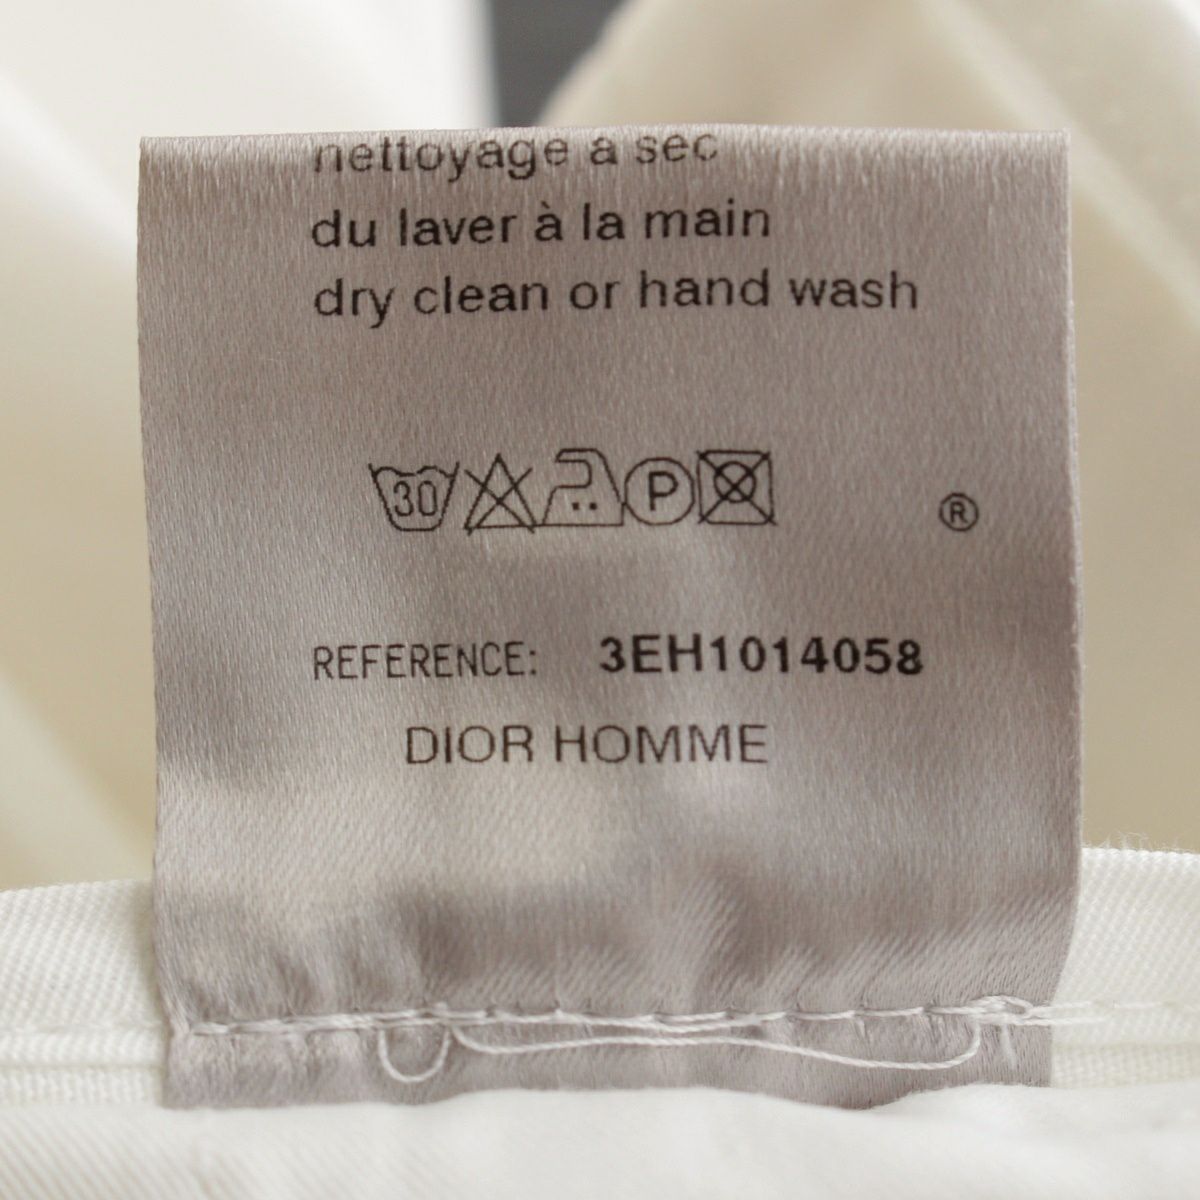 nettoyage a sec
du laver à la main
dry clean or hand wash
30 P ®
REFERENCE: 3EH1014058
DIOR HOMME